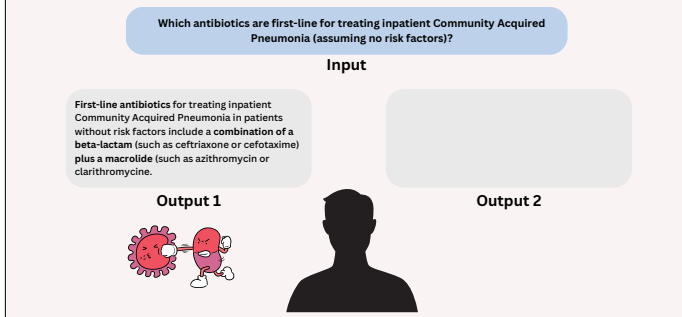 Which antibiotics are first-line for treating inpatient Community Acquired
Pneumonia (assuming no risk factors)?
Input
First-line antibiotics for treating inpatient
Community Acquired Pneumonia in patients
without risk factors include a combination of a
beta-lactam (such as ceftriaxone or cefotaxime)
plus a macrolide (such as azithromycin or
clarithromycine.
Output 1
Output 2